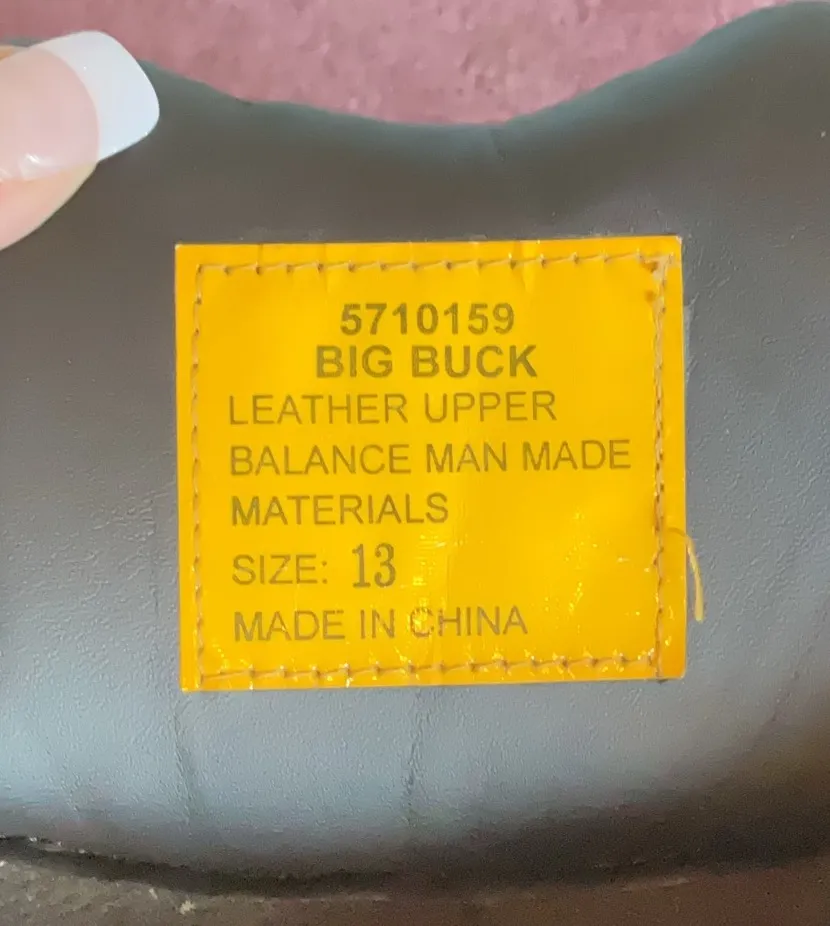 5710159
BIG BUCK
LEATHER UPPER
BALANCE MAN MADE
MATERIALS
SIZE: 13
MADE IN CHINA